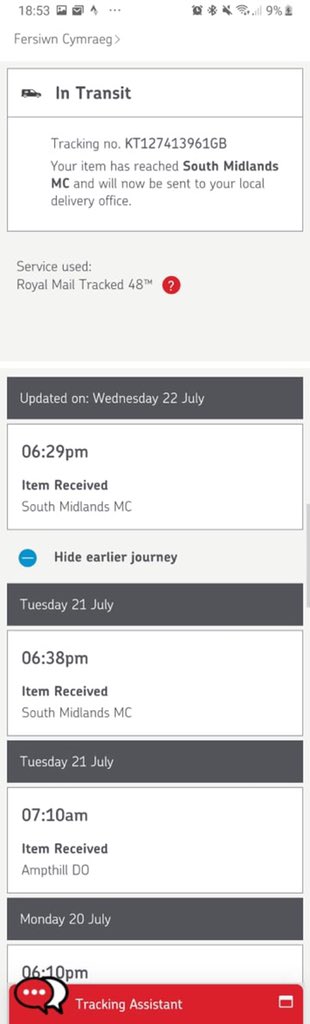 18:53
9%
Fersiwn Cymraeg
In Transit
Tracking no. KT127413961GB
Your item has reached South Midlands
MC and will now be sent to your local
delivery office.
Service used:
Royal Mail Tracked 48™ ?
Updated on: Wednesday 22 July
06:29pm
Item Received
South Midlands MC
Hide earlier journey
Tuesday 21 July
06:38pm
Item Received
South Midlands MC
Tuesday 21 July
07:10am
Item Received
Ampthill DO
Monday 20 July
06:10pm
Tracking Assistant